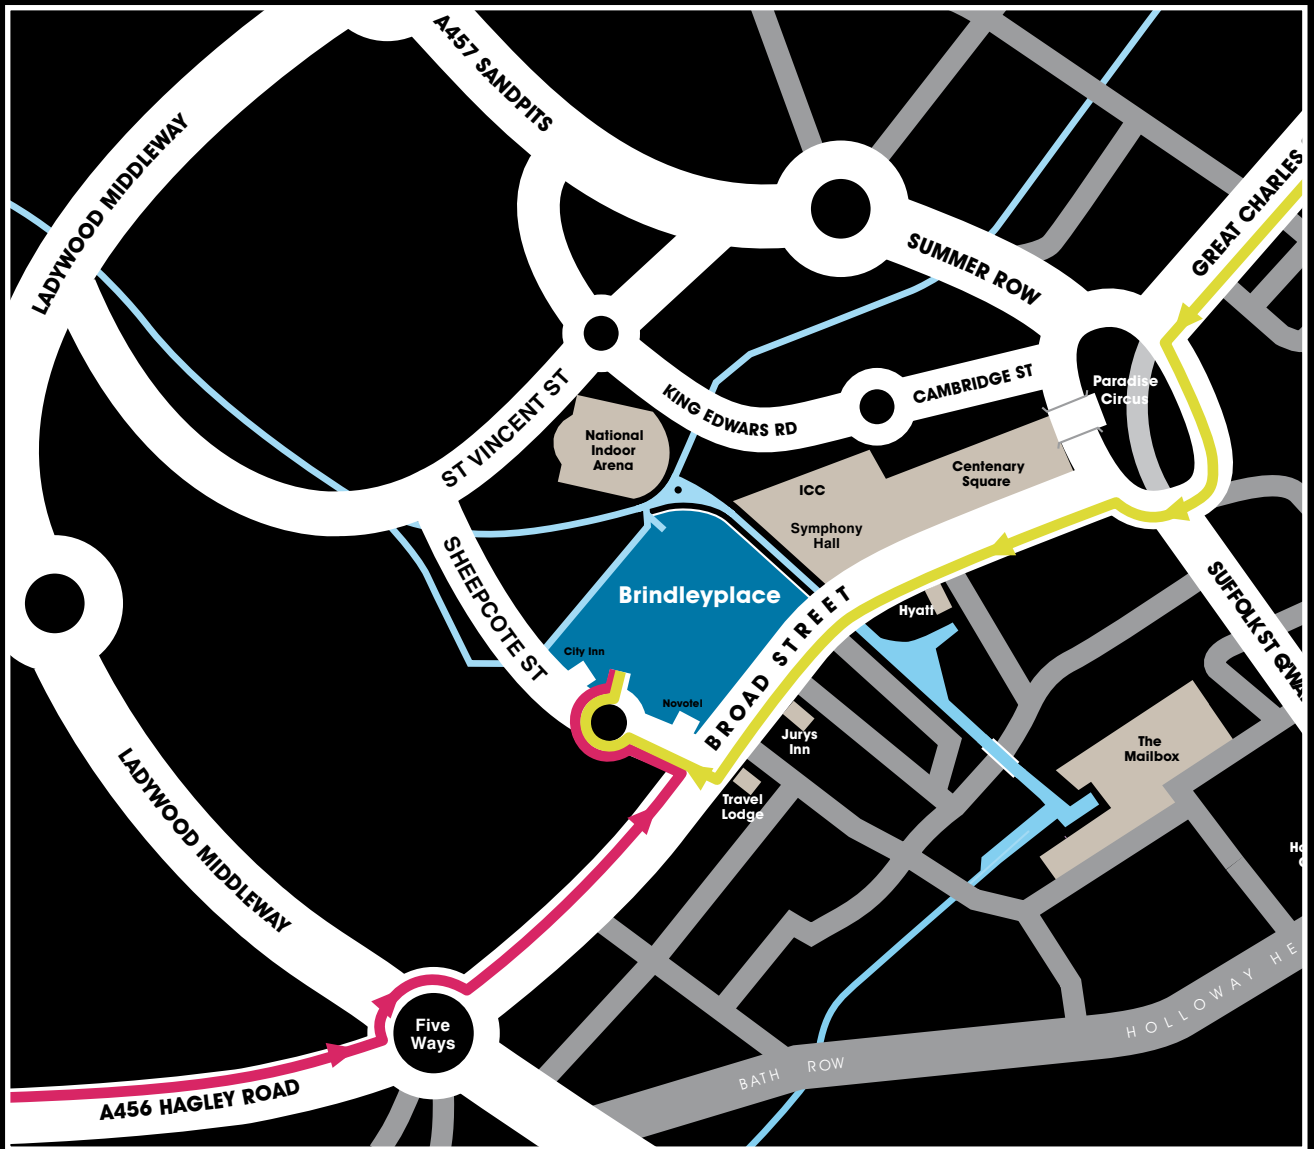 A457 SANDPITS
LADYWOOD MIDDLEWAY
GREAT CHARLES
SUMMER ROW
Paradise
Circus
CAMBRIDGE ST
KING EDWARS RD
ST VINCENT ST
National
Indoor
Arena
Centenary
Square
ICC
Symphony
Hall
SHEEPCOTE ST
Brindleyplace
BROAD STREET
Hyatt
SUFFOLK ST QWA
City Inn
Novotel
Jurys
Inn
The
Mailbox
Travel
Lodge
LADYWOOD MIDDLEWAY
HOLLOWAY HE
Five
Ways
BATH ROW
A456 HAGLEY ROAD